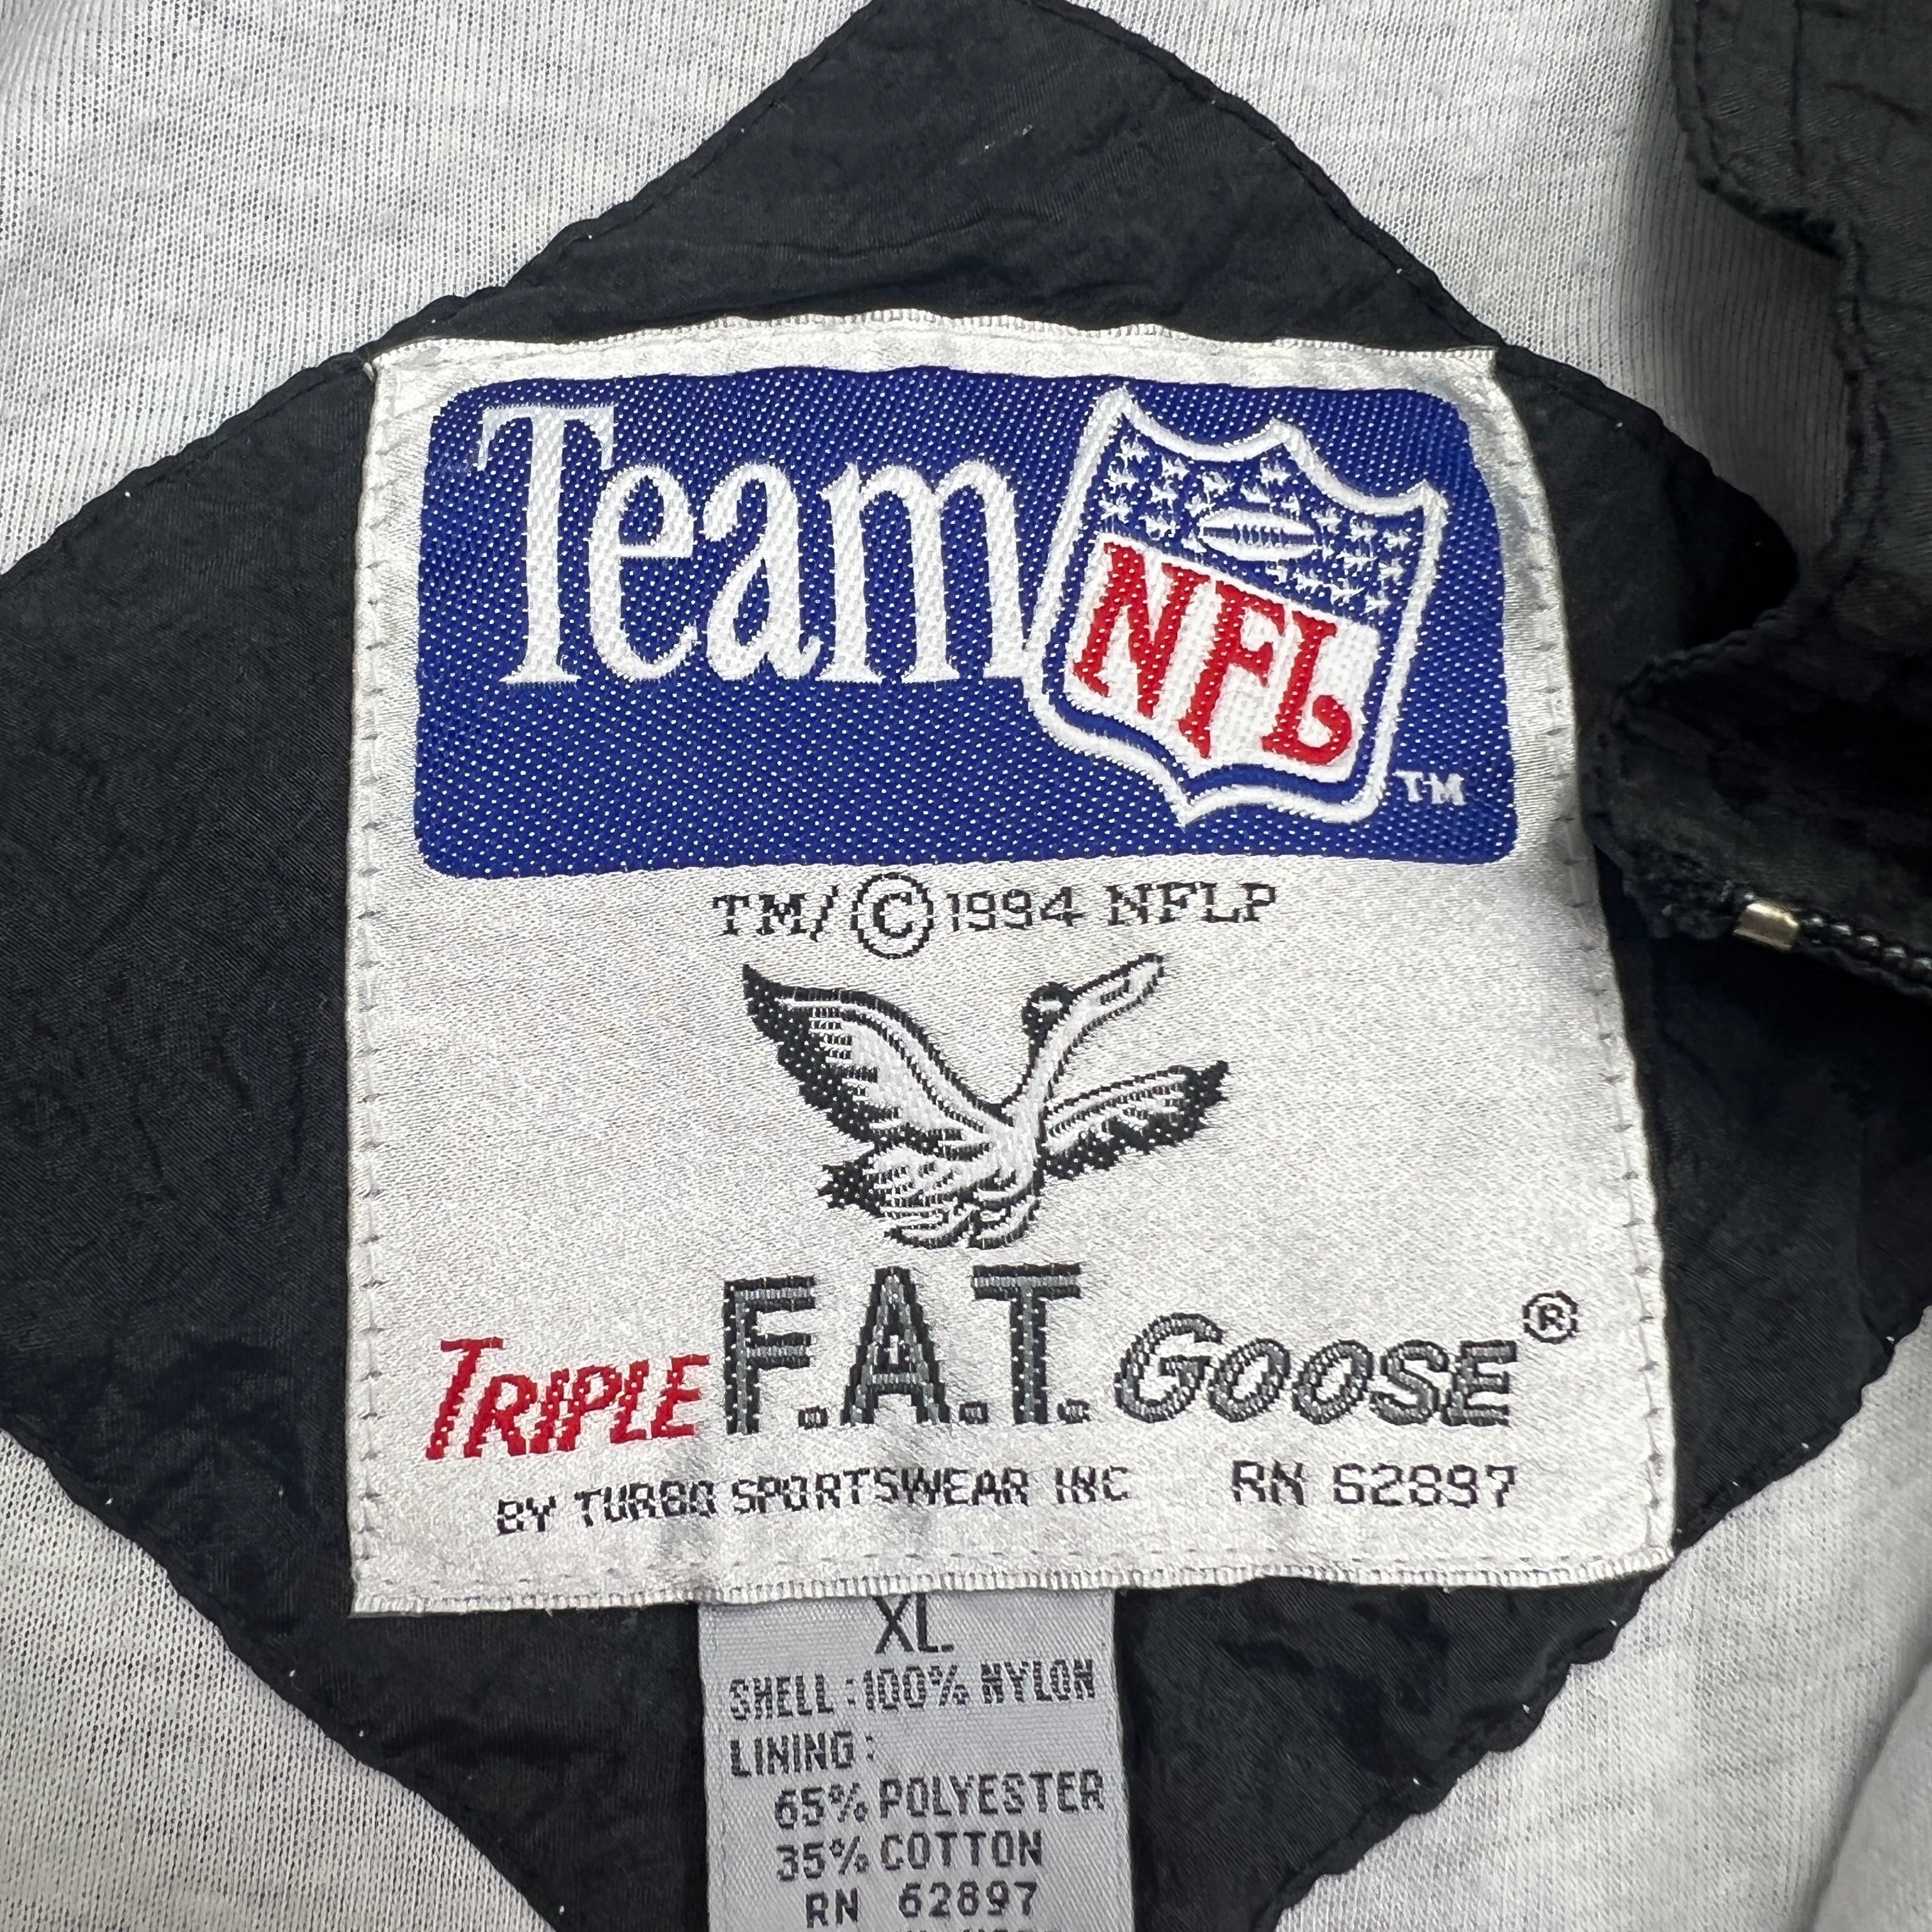 Team NFL TM
TM/© 1994 NFLP
TRIPLE F.A.T. GOOSE ®
BY TURBO SPORTSWEAR INC RN 62897
XL
SHELL : 100% NYLON
LINING :
65% POLYESTER
35% COTTON
RN 62897